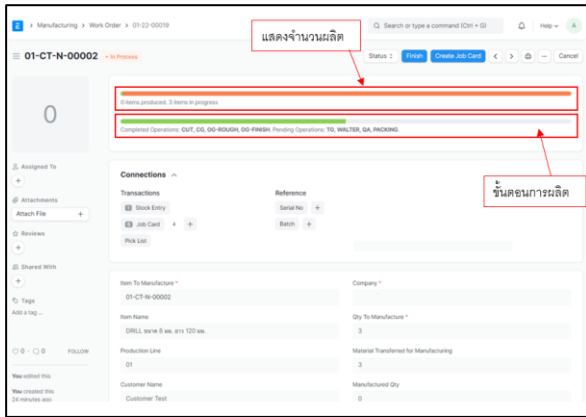 Manufacturing > Work Order > 01-22-00019
Search or type a command (Ctrl + G)
Help
A
แสดงจำนวนผลิต
01-CT-N-00002
In Process
Status
Finish
Create Job Card
Cancel
0
0 items produced. 3 items in progress
Completed Operations: CUT, CG, OG-ROUGH, OG-FINISH. Pending Operations: TG, WALTER, QA, PACKING.
Assigned To
Attachments
Attach File +
Reviews
Shared With
Tags
Add a tag ...
0 · 0 FOLLOW
You edited this
You created this
24 minutes ago
ขั้นตอนการผลิต
Connections
Transactions
Reference
Stock Entry
Serial No +
Job Card 4 +
Batch +
Pick List
Item To Manufacture *
Company *
01-CT-N-00002
Item Name
Qty To Manufacture *
DRILL ขนาด 8 มม. ยาว 120 มม.
3
Production Line
Material Transferred for Manufacturing
01
3
Customer Name
Manufactured Qty
Customer Test
0